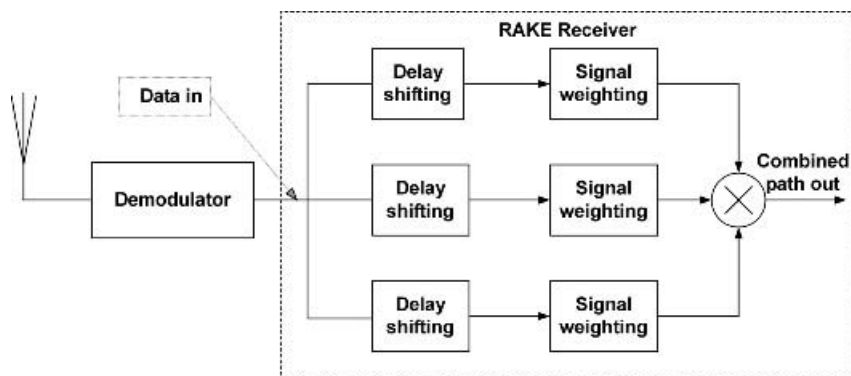 RAKE Receiver
Data in
Demodulator
Delay
shifting
Signal
weighting
Delay
shifting
Signal
weighting
Delay
shifting
Signal
weighting
Combined
path out